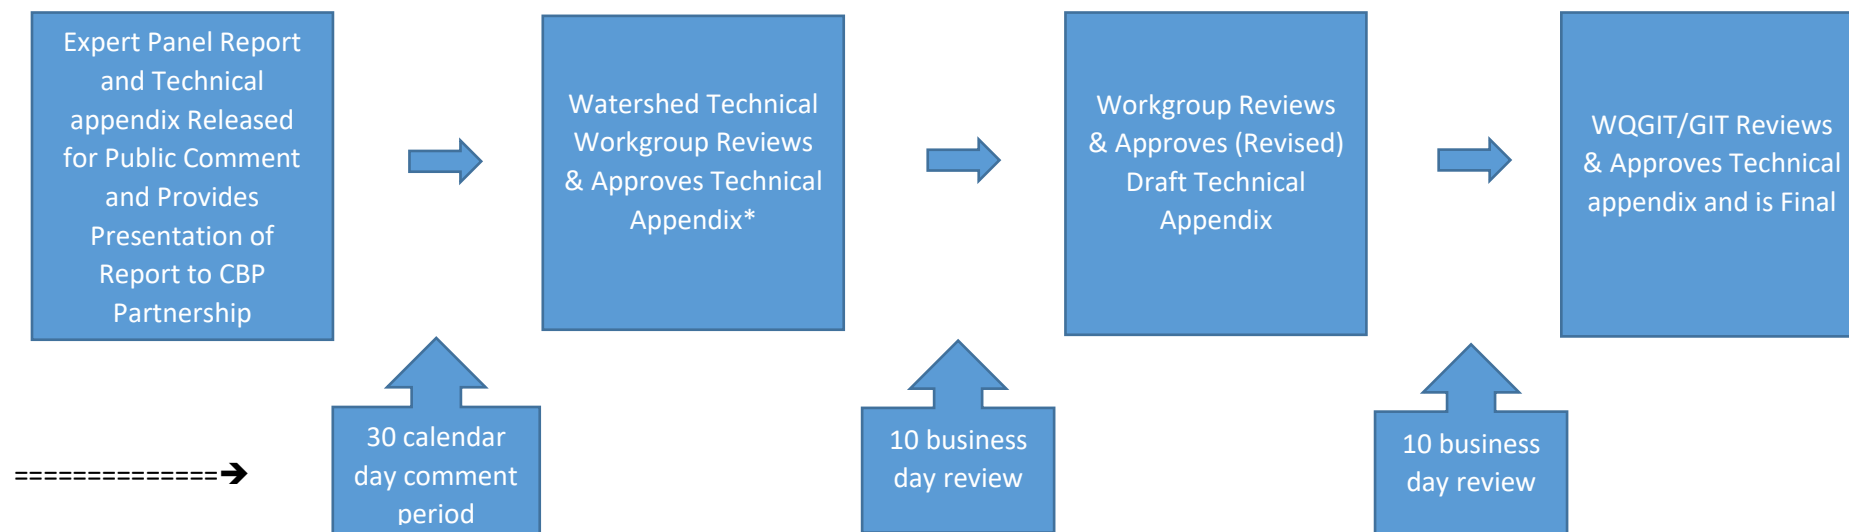 Expert Panel Report
and Technical
appendix Released
for Public Comment
and Provides
Presentation of
Report to CBP
Partnership
Watershed Technical
Workgroup Reviews
& Approves Technical
Appendix*
Workgroup Reviews
& Approves (Revised)
Draft Technical
Appendix
WQGIT/GIT Reviews
& Approves Technical
appendix and is Final
30 calendar
day comment
period
10 business
day review
10 business
day review
==============➔